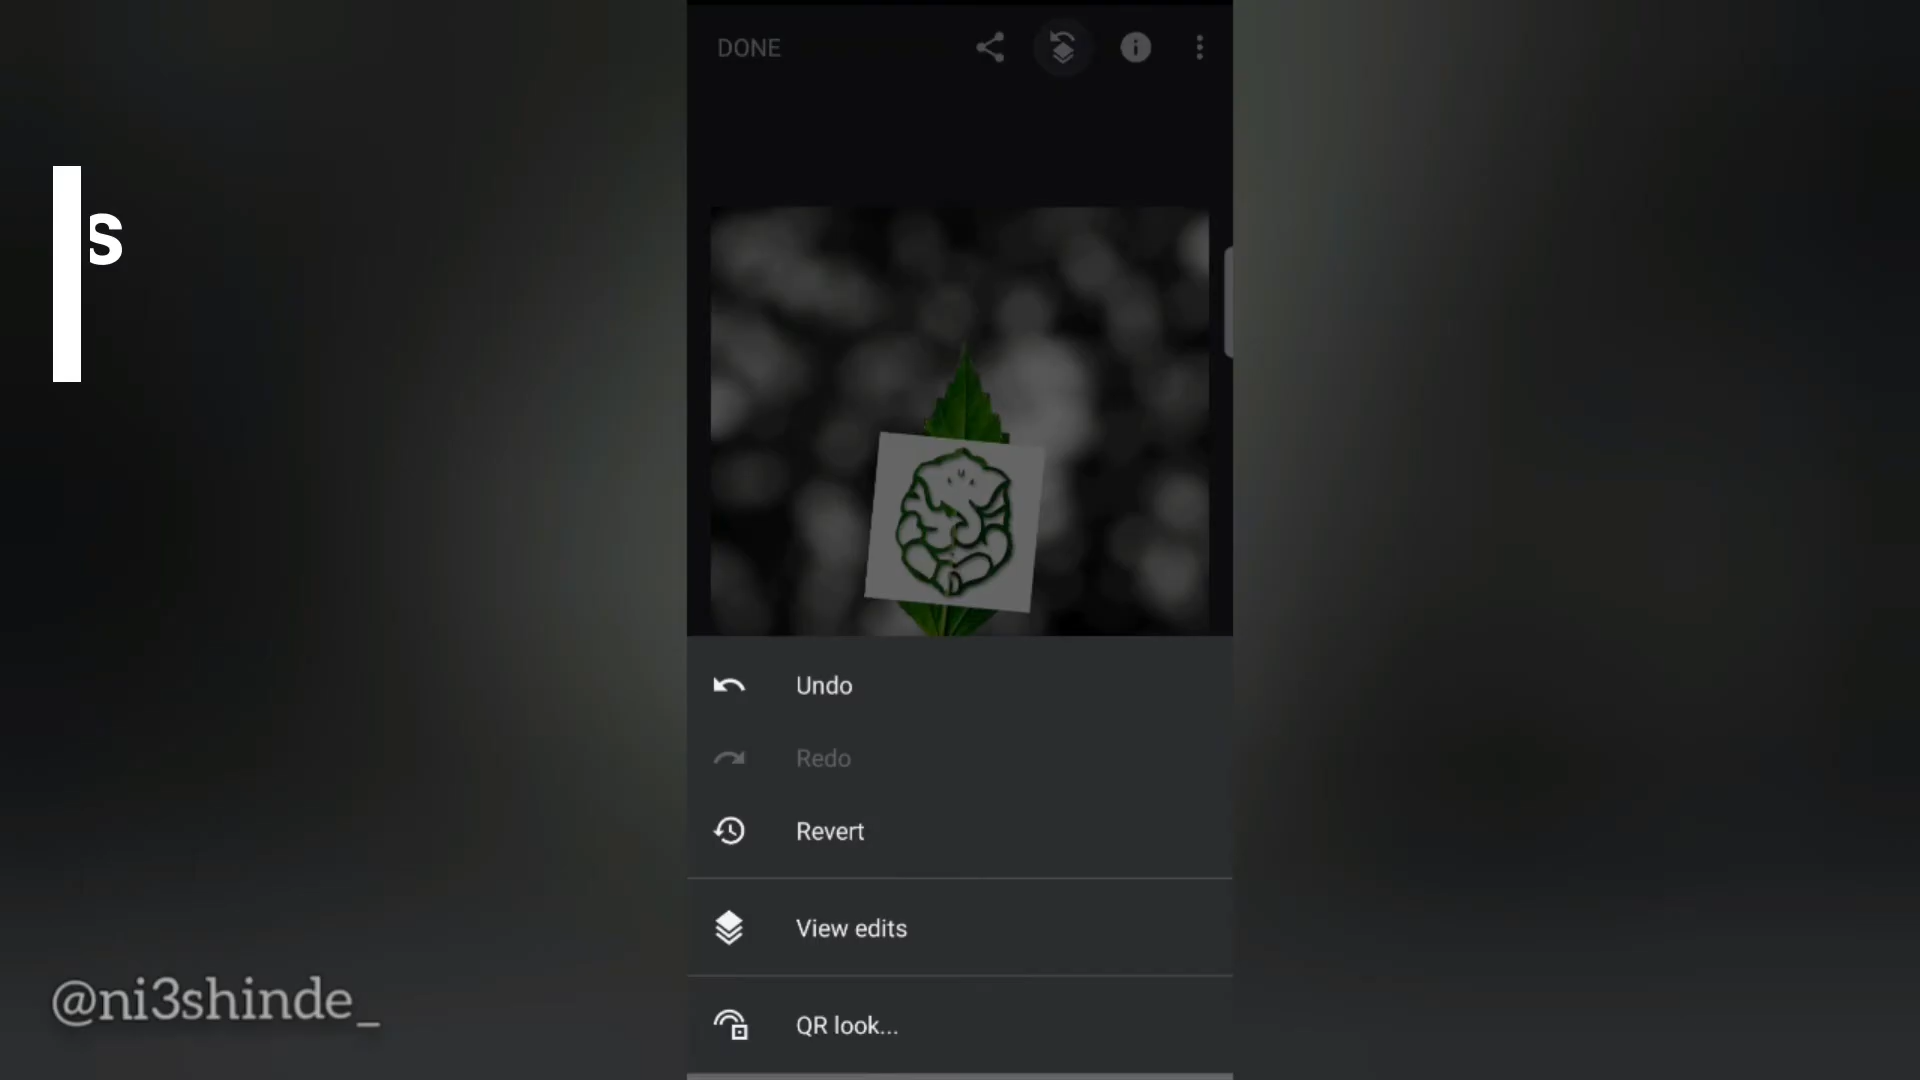 DONE
s
Undo
Redo
Revert
View edits
QR look...
@ni3shinde_